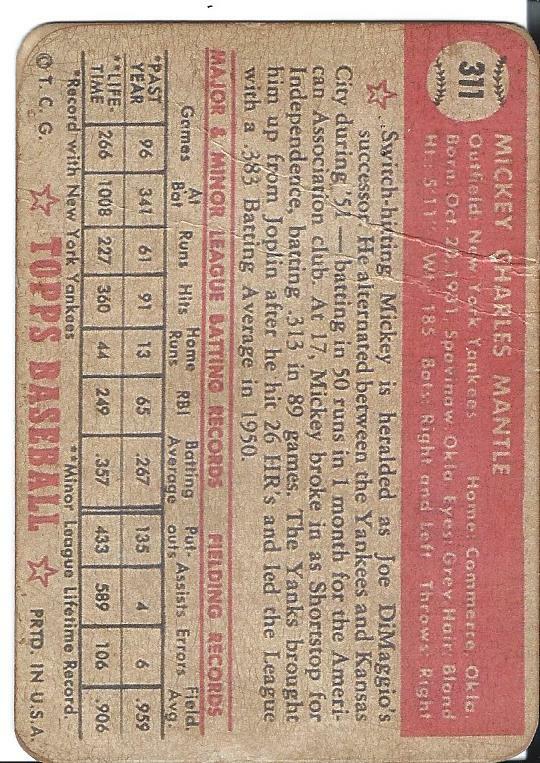 311
MICKEY CHARLES MANTLE
Outfield: New York Yankees Home: Commerce, Okla.
Born: Oct. 20, 1931 Spavinaw, Okla. Eyes: Grey Hair: Blond
Ht: 5-11" Wt: 185 Bats: Right and Left Throws: Right
Switch-hitting Mickey is heralded as Joe DiMaggio's
successor. He alternated between the Yankees and Kansas
City during '51 — batting in 50 runs in 1 month for the Ameri-
can Association club. At 17, Mickey broke in as Shortstop for
Independence, batting .313 in 89 games. The Yanks brought
him up from Joplin after he hit 26 HR's and led the League
with a .383 Batting Average in 1950.
MAJOR & MINOR LEAGUE BATTING RECORDS FIELDING RECORDS
Games At Bat Runs Hits Home Runs RBI Batting Average Put-outs Assists Errors Field. Avg.
*PAST YEAR 96 341 61 91 13 65 .267 135 4 6 .959
**LIFE-TIME 266 1008 227 360 44 249 .357 433 589 106 .906
*Record with New York Yankees **Minor League Lifetime Record.
© T. C. G. TOPPS BASEBALL PRTD. IN U.S.A.